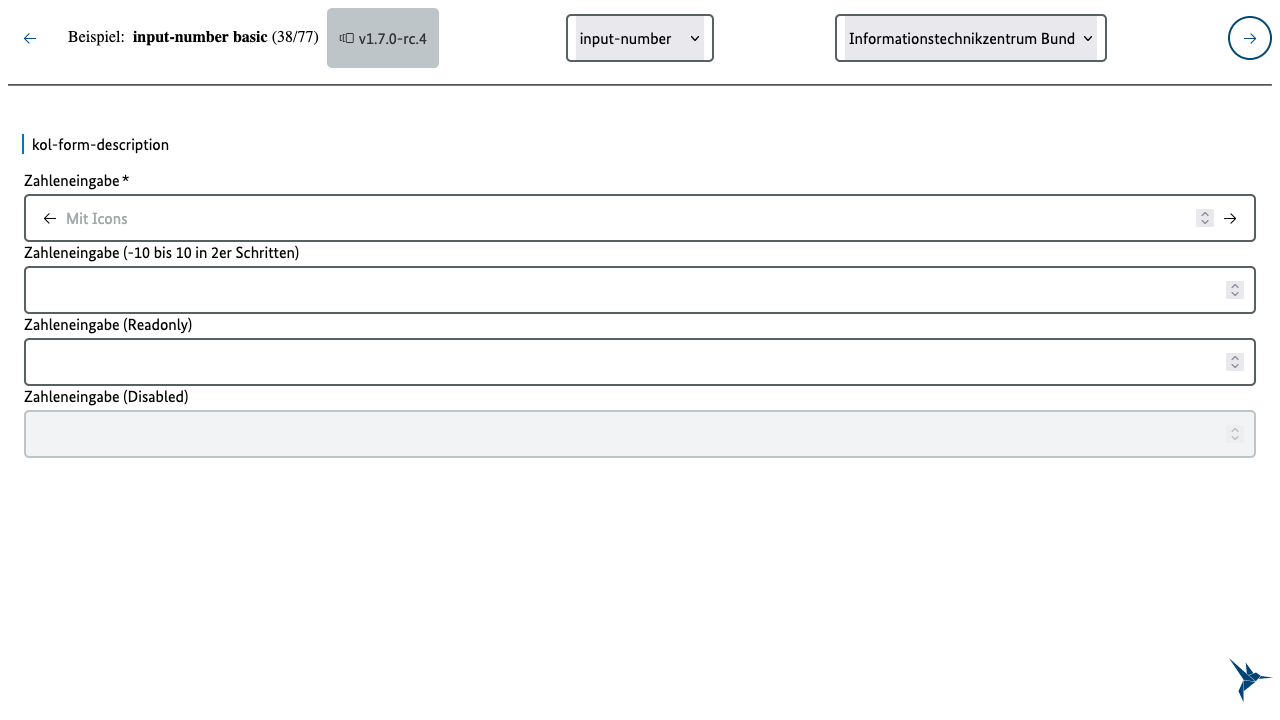 Beispiel: input-number basic (38/77) v1.7.0-rc.4 input-number Informationstechnikzentrum Bund
kol-form-description
Zahleneingabe*
Mit Icons
Zahleneingabe (-10 bis 10 in 2er Schritten)
Zahleneingabe (Readonly)
Zahleneingabe (Disabled)